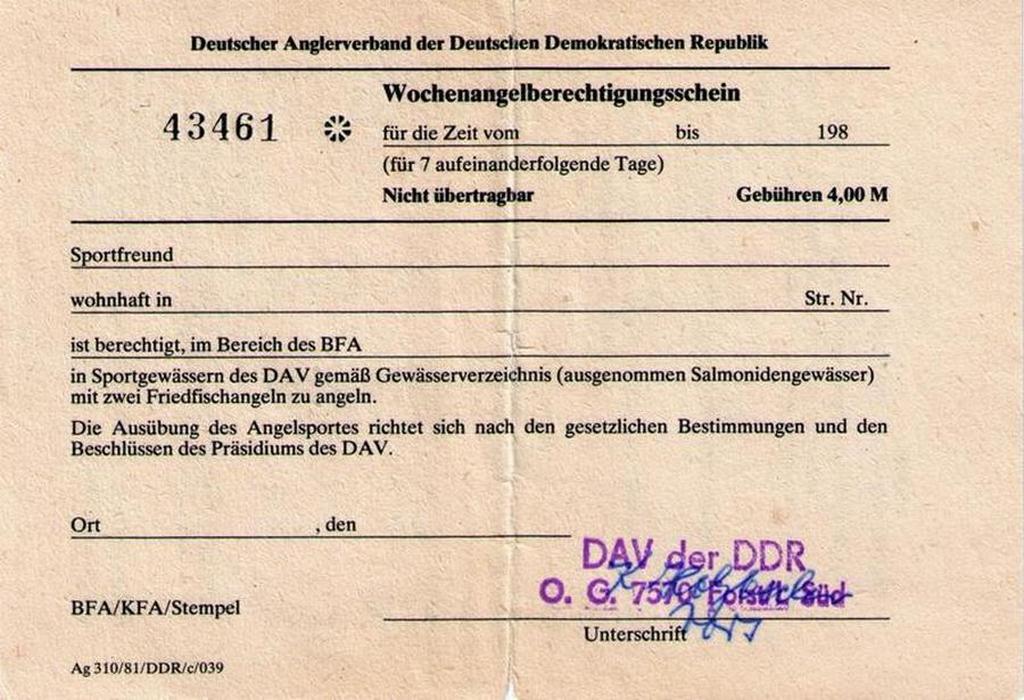 Deutscher Anglerverband der Deutschen Demokratischen Republik
Wochenangelberechtigungsschein
43461
für die Zeit vom bis 198
(für 7 aufeinanderfolgende Tage)
Nicht übertragbar Gebühren 4,00 M
Sportfreund
wohnhaft in Str. Nr.
ist berechtigt, im Bereich des BFA
in Sportgewässern des DAV gemäß Gewässerverzeichnis (ausgenommen Salmonidengewässer)
mit zwei Friedfischangeln zu angeln.
Die Ausübung des Angelsportes richtet sich nach den gesetzlichen Bestimmungen und den
Beschlüssen des Präsidiums des DAV.
Ort , den
DAV der DDR
O. G. 7570 Forst/L Süd
BFA/KFA/Stempel
Unterschrift
Ag 310/81/DDR/c/039